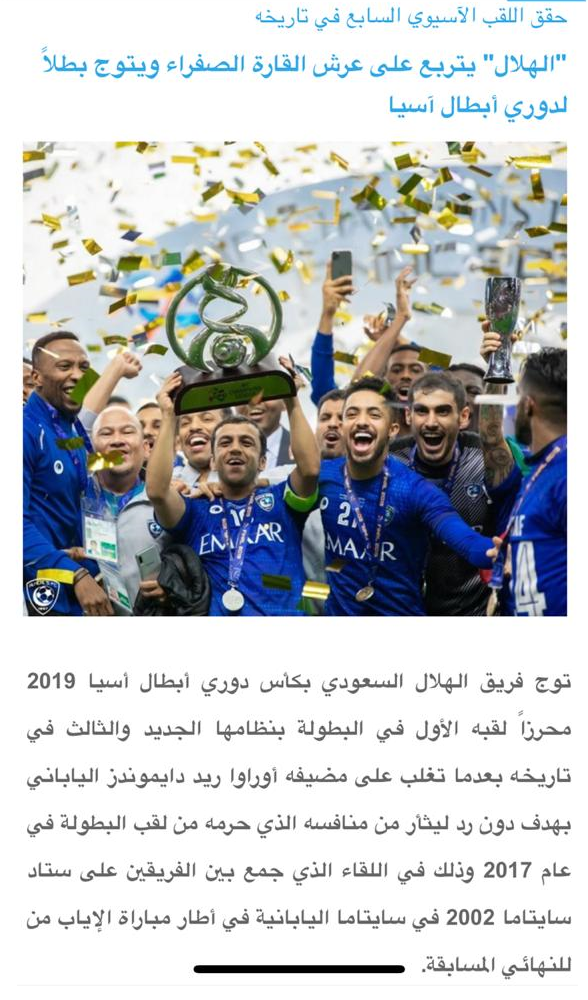 حقق اللقب الآسيوي السابع في تاريخه
"الهلال" يتربع على عرش القارة الصفراء ويتوج بطلاً
لدوري أبطال آسيا
EMAAR
27
EMAAR
توج فريق الهلال السعودي بكأس دوري أبطال أسيا 2019
محرزاً لقبه الأول في البطولة بنظامها الجديد والثالث في
تاريخه بعدما تغلب على مضيفه أوراوا ريد دايموندز الياباني
بهدف دون رد ليثأر من منافسه الذي حرمه من لقب البطولة في
عام 2017 وذلك في اللقاء الذي جمع بين الفريقين على ستاد
سايتاما 2002 في سايتاما اليابانية في أطار مباراة الإياب من
للنهائي المسابقة.